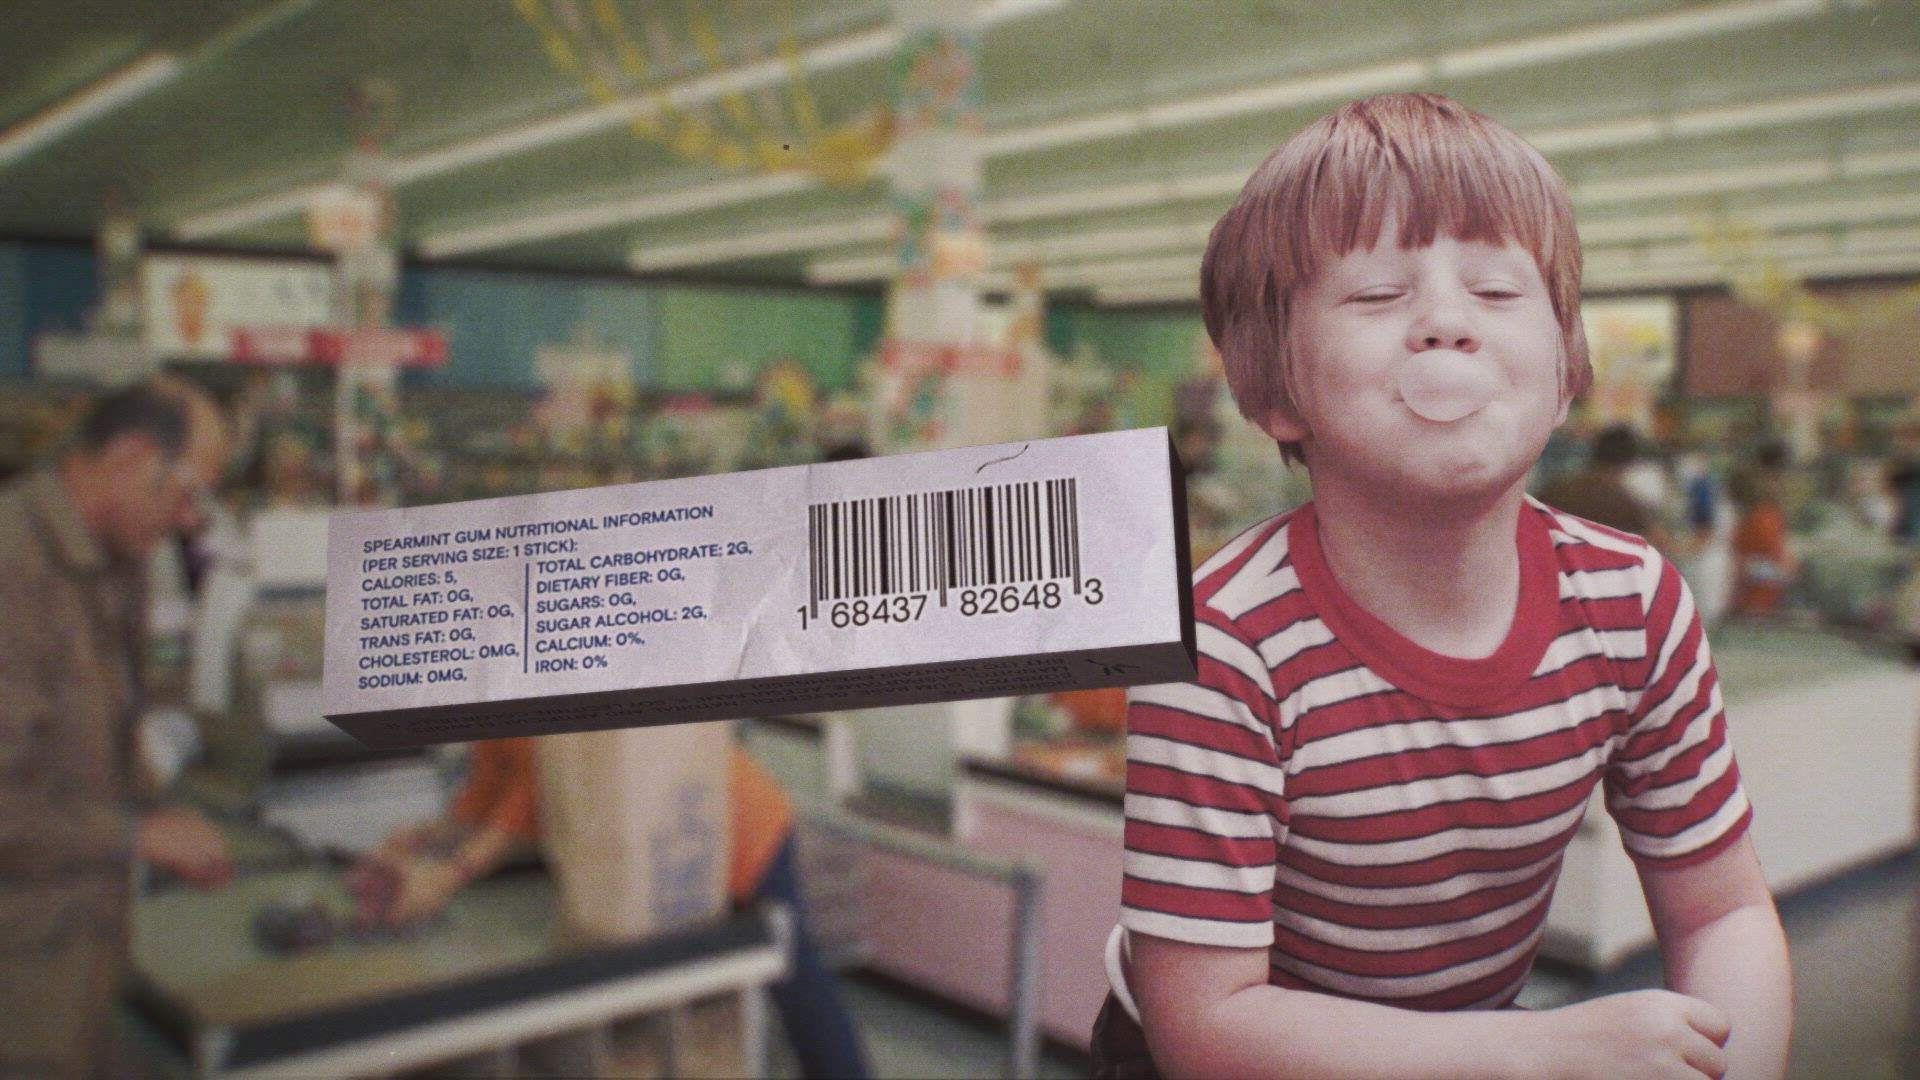 SPEARMINT GUM NUTRITIONAL INFORMATION
(PER SERVING SIZE: 1 STICK):
CALORIES: 5,
TOTAL FAT: 0G,
SATURATED FAT: 0G,
TRANS FAT: 0G,
CHOLESTEROL: 0MG,
SODIUM: 0MG,
TOTAL CARBOHYDRATE: 2G,
DIETARY FIBER: 0G,
SUGARS: 0G,
SUGAR ALCOHOL: 2G,
CALCIUM: 0%,
IRON: 0%
1 68437 82648 3